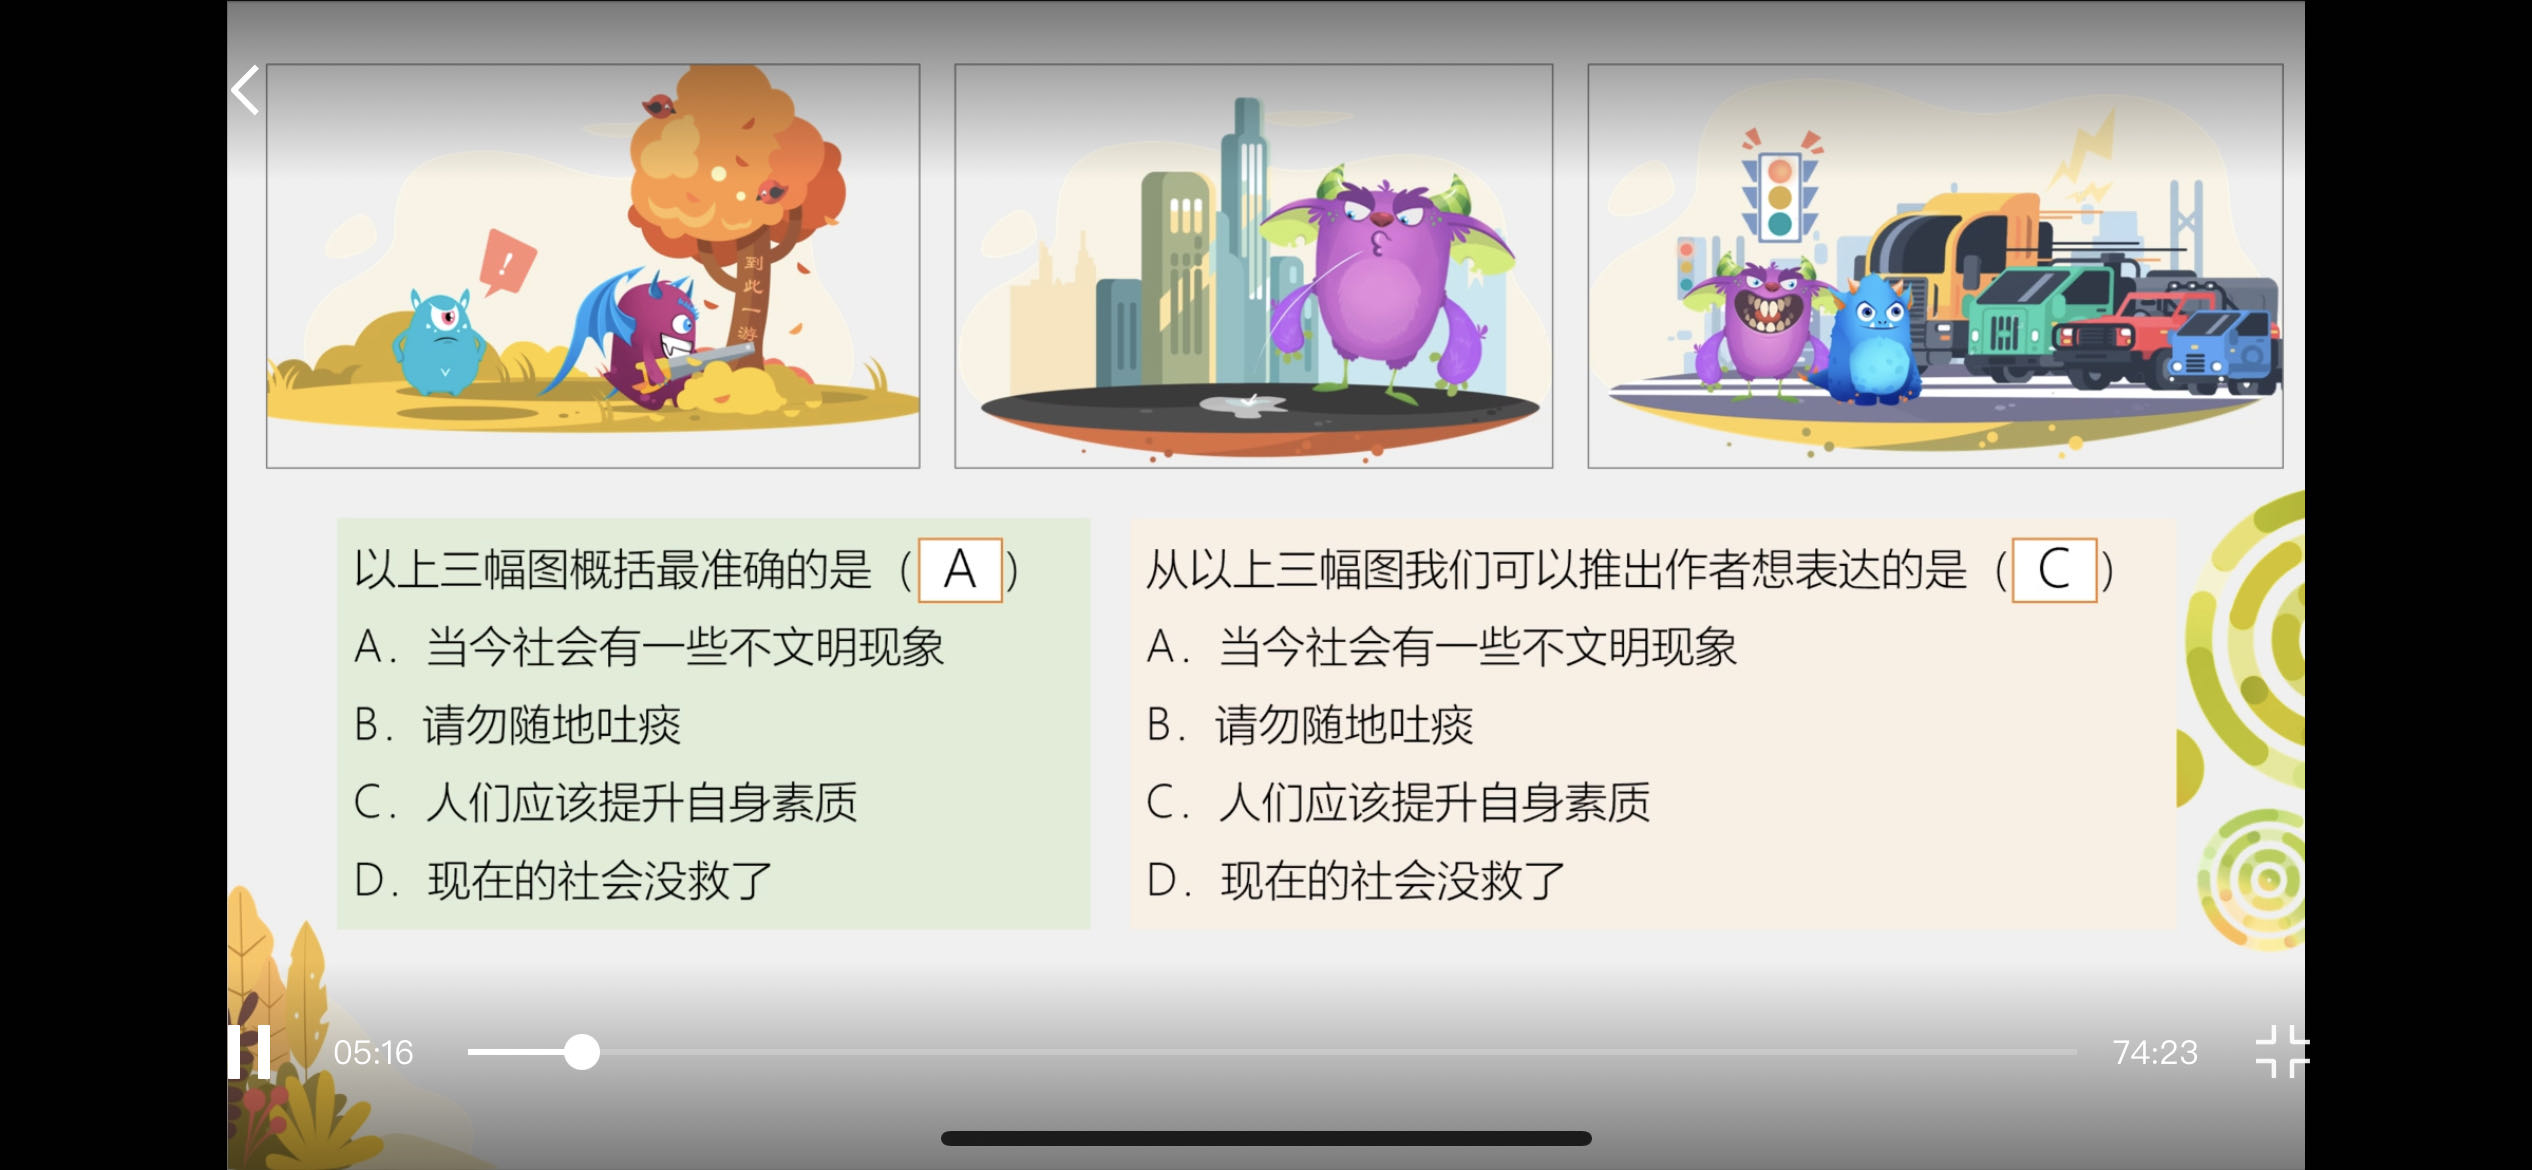 !
到
此
一
游
以上三幅图概括最准确的是（A）
A. 当今社会有一些不文明现象
B. 请勿随地吐痰
C. 人们应该提升自身素质
D. 现在的社会没救了
从以上三幅图我们可以推出作者想表达的是（C）
A. 当今社会有一些不文明现象
B. 请勿随地吐痰
C. 人们应该提升自身素质
D. 现在的社会没救了
05:16
74:23